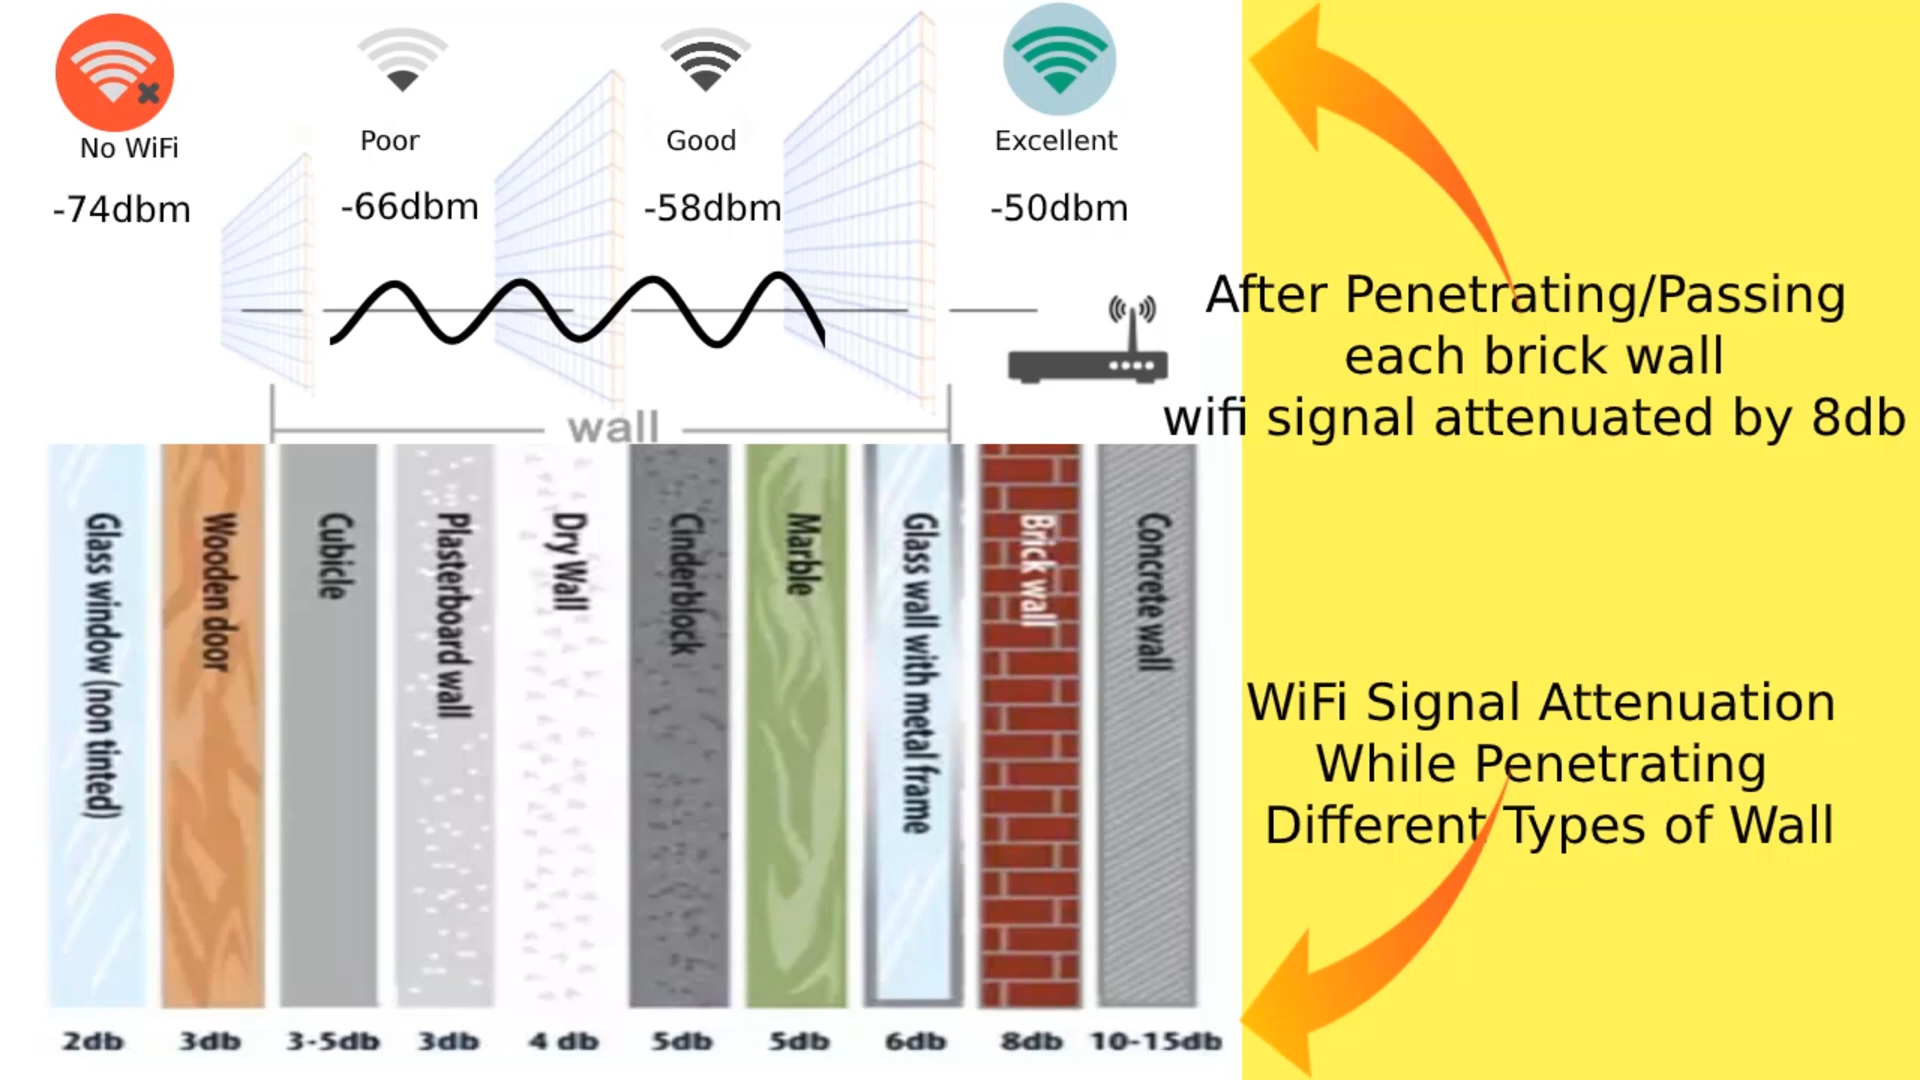 No WiFi
Poor
Good
Excellent
-74dbm
-66dbm
-58dbm
-50dbm
After Penetrating/Passing
each brick wall
wifi signal attenuated by 8db
wall
Glass window (non tinted)
Wooden door
Cubicle
Plasterboard wall
Dry Wall
Cinderblock
Marble
Glass wall with metal frame
Brick wall
Concrete wall
WiFi Signal Attenuation
While Penetrating
Different Types of Wall
2db
3db
3-5db
3db
4 db
5db
5db
6db
8db
10-15db